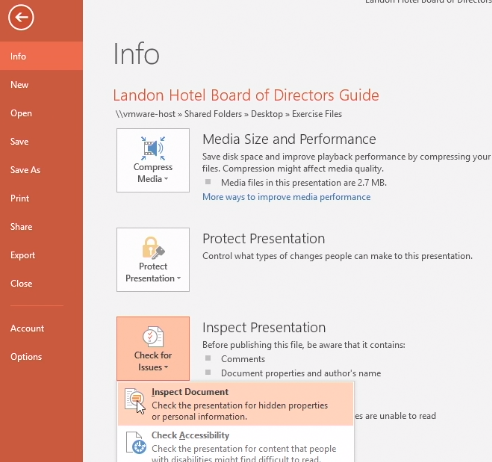 Landon Hotel Board of Directors
Info
Info
New
Open
Save
Save As
Print
Share
Export
Close
Account
Options
Landon Hotel Board of Directors Guide
\\vmware-host » Shared Folders » Desktop » Exercise Files
Compress
Media
Media Size and Performance
Save disk space and improve playback performance by compressing your
files. Compression might affect media quality.
Media files in this presentation are 2.7 MB.
More ways to improve media performance
Protect
Presentation
Protect Presentation
Control what types of changes people can make to this presentation.
Check for
Issues
Inspect Presentation
Before publishing this file, be aware that it contains:
Comments
Document properties and author's name
Inspect Document
Check the presentation for hidden properties
or personal information.
es are unable to read
Check Accessibility
Check the presentation for content that people
with disabilities might find difficult to read.